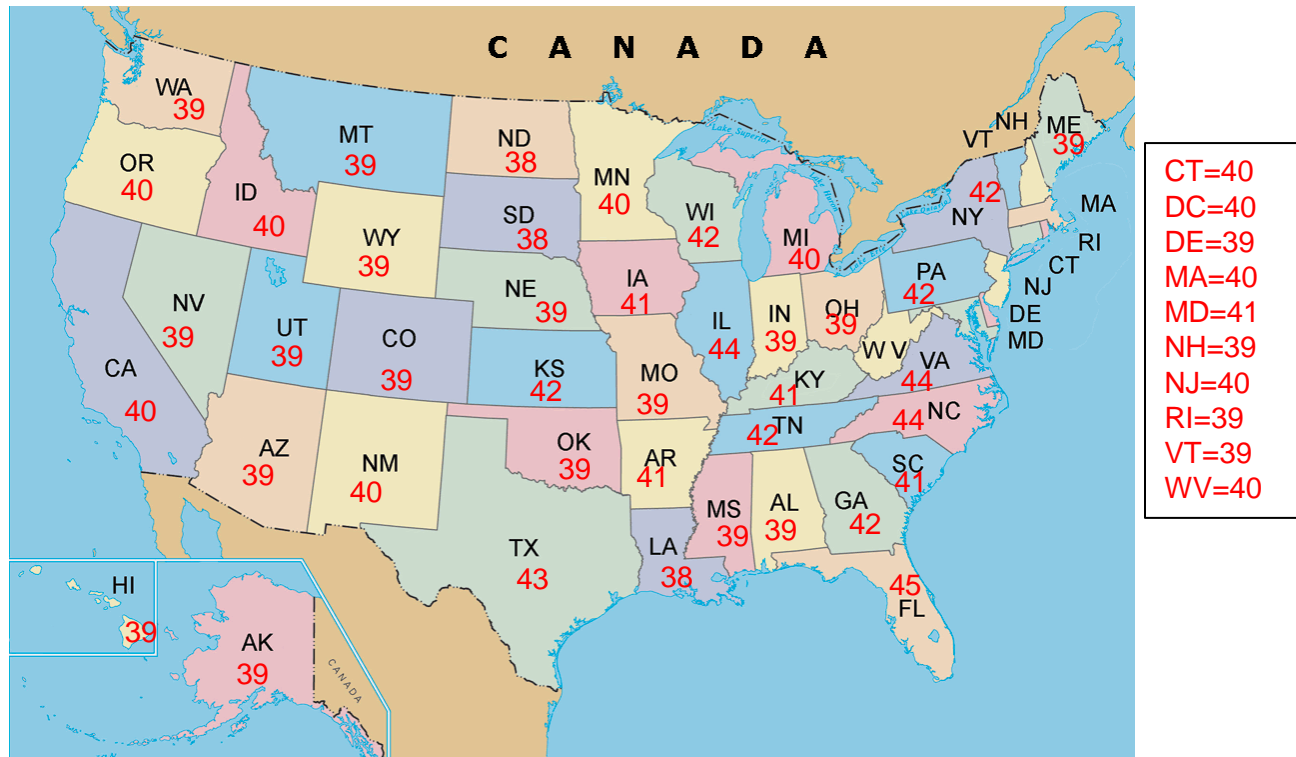 C A N A D A
WA
39
OR
40
ID
40
MT
39
ND
38
SD
38
MN
40
WI
42
MI
40
Lake Superior
VT
NH
ME
39
42
NY
MA
RI
CT
NJ
DE
MD
WY
39
NE
39
IA
41
IL
44
IN
39
OH
39
PA
42
W V
VA
44
NV
39
UT
39
CO
39
KS
42
MO
39
KY
41
CA
40
AZ
39
NM
40
OK
39
AR
41
TN
42
NC
44
SC
41
MS
39
AL
39
GA
42
TX
43
LA
38
45
FL
HI
39
AK
39
CANADA
CT=40
DC=40
DE=39
MA=40
MD=41
NH=39
NJ=40
RI=39
VT=39
WV=40